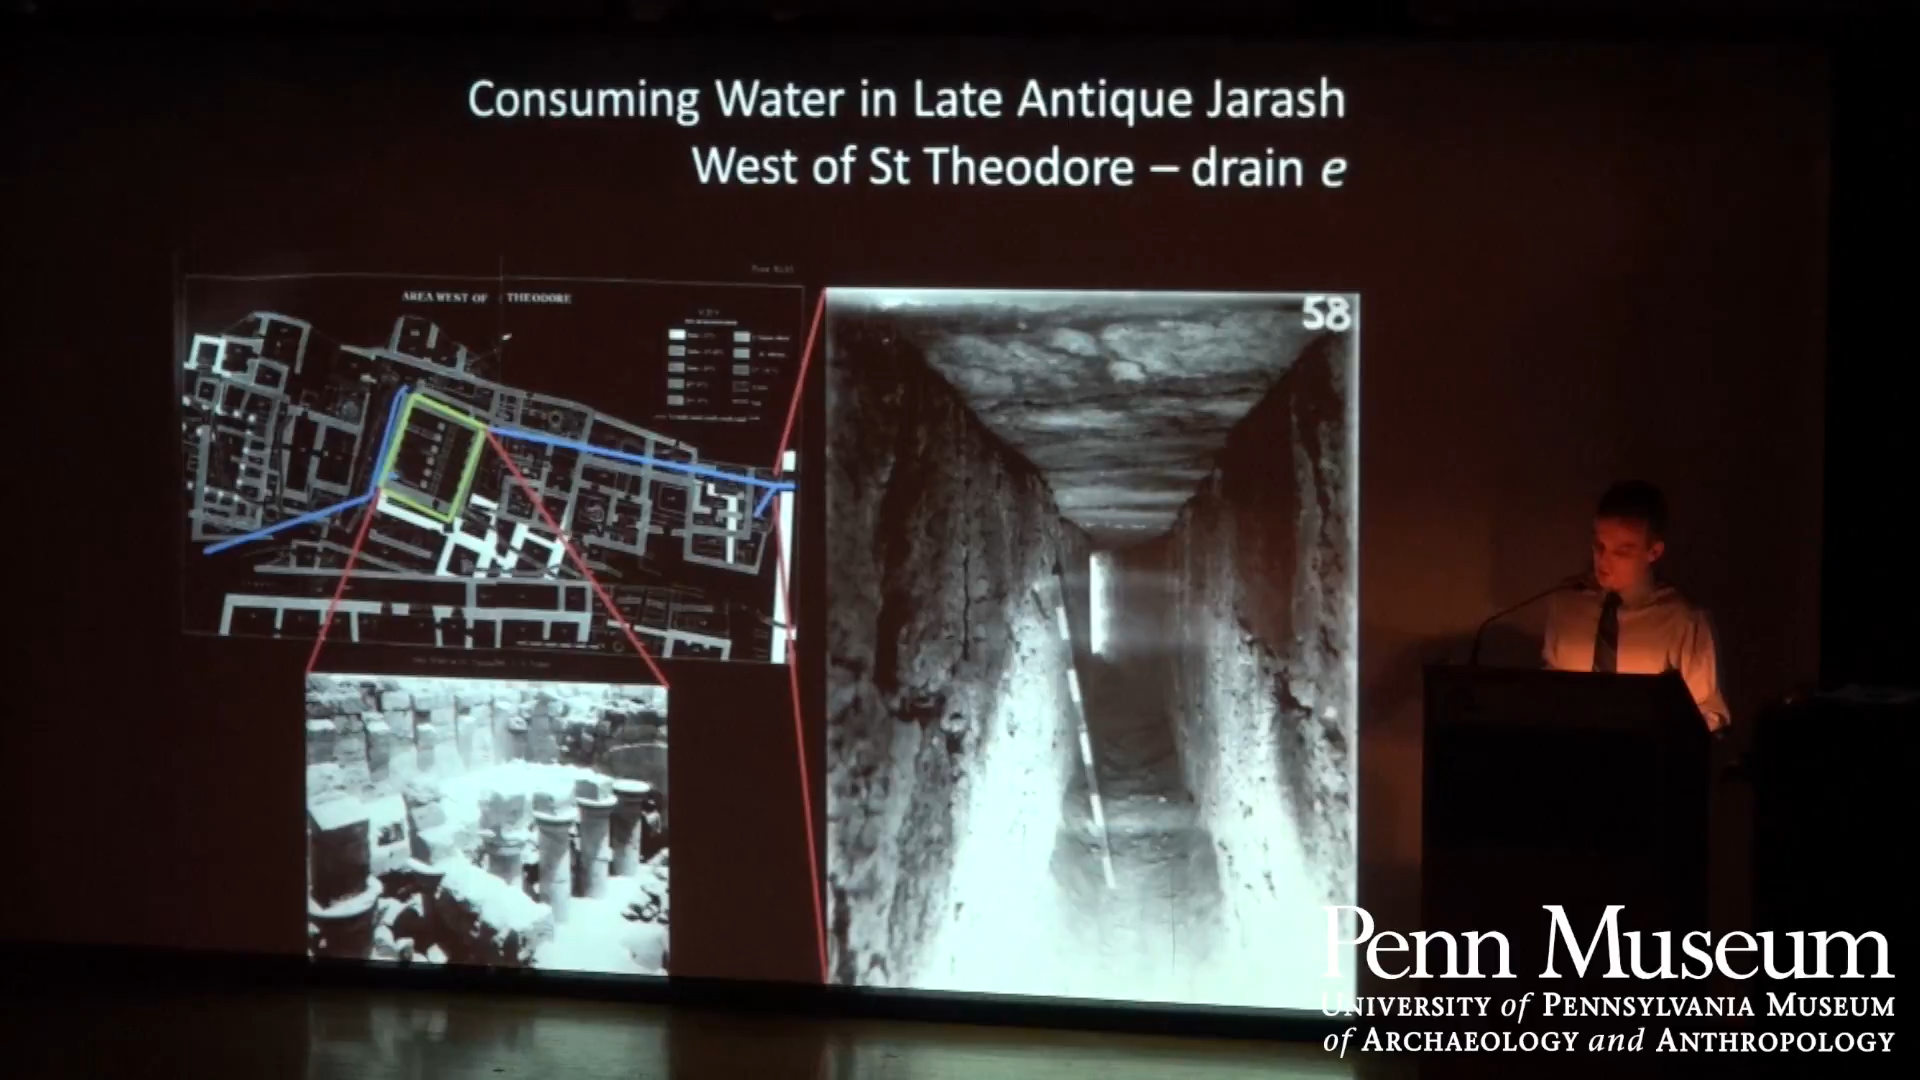 Consuming Water in Late Antique Jarash
West of St Theodore – drain e
AREA WEST OF THEODORE
58
Penn Museum
UNIVERSITY of PENNSYLVANIA MUSEUM
of ARCHAEOLOGY and ANTHROPOLOGY